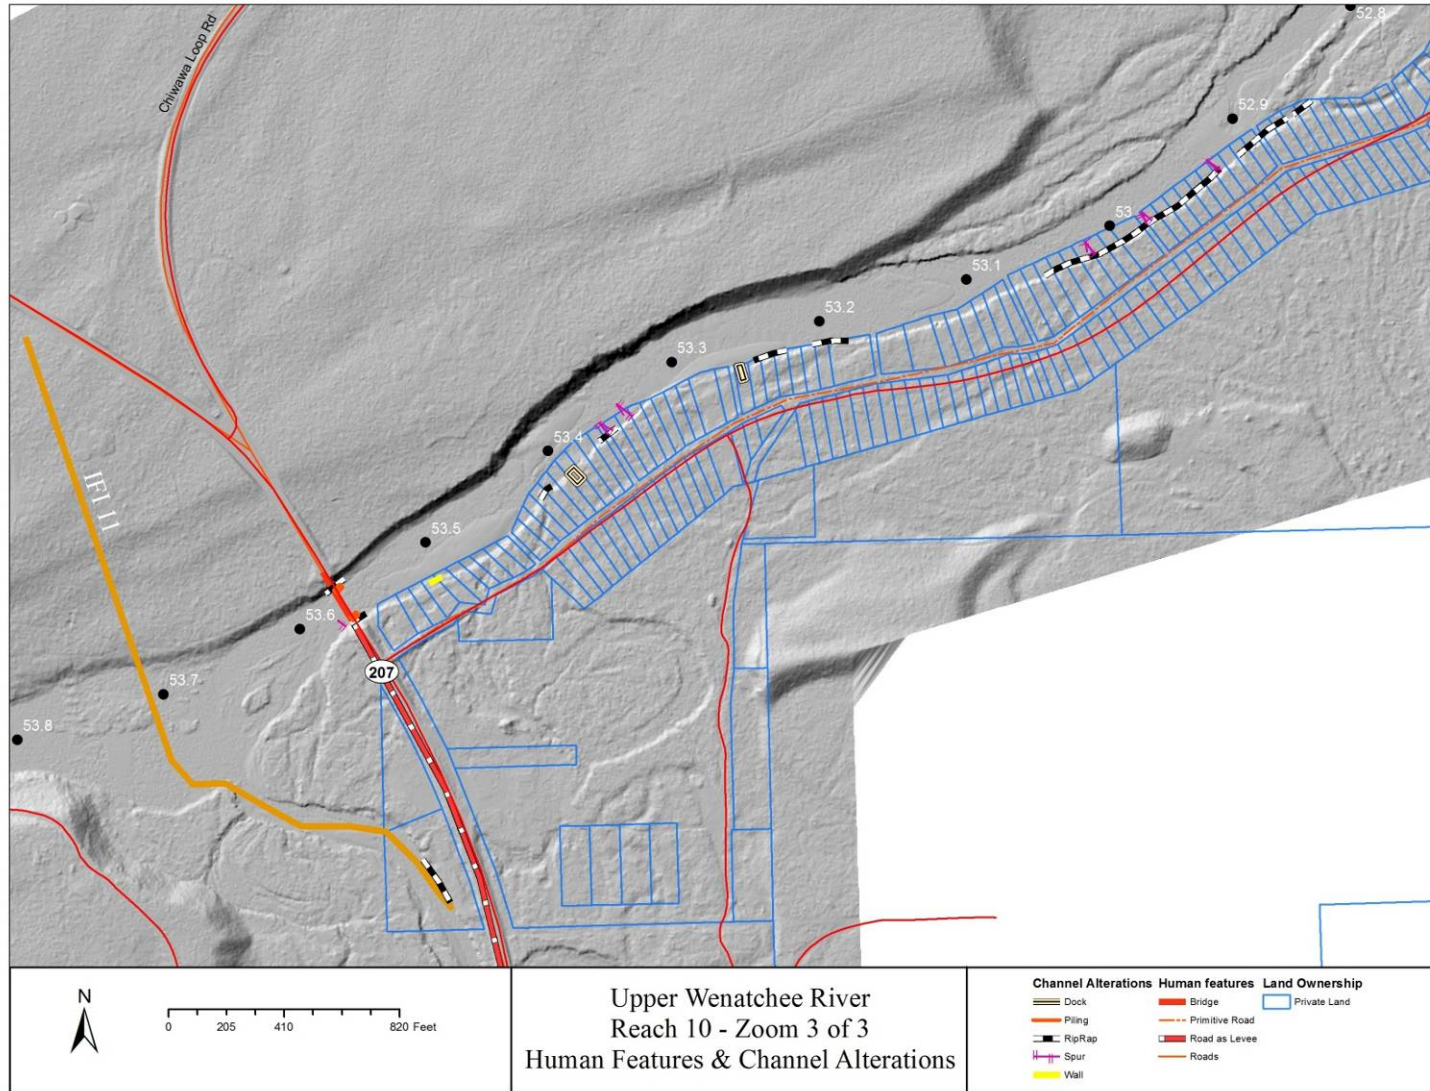 52.8
Chiwawa Loop Rd
52.9
53
53.1
53.2
53.3
53.4
IFI 11
53.5
53.6
207
53.7
53.8
N
0 205 410 820 Feet
Upper Wenatchee River
Reach 10 - Zoom 3 of 3
Human Features & Channel Alterations
Channel Alterations Human features Land Ownership
Dock Bridge Private Land
Piling Primitive Road
RipRap Road as Levee
Spur Roads
Wall